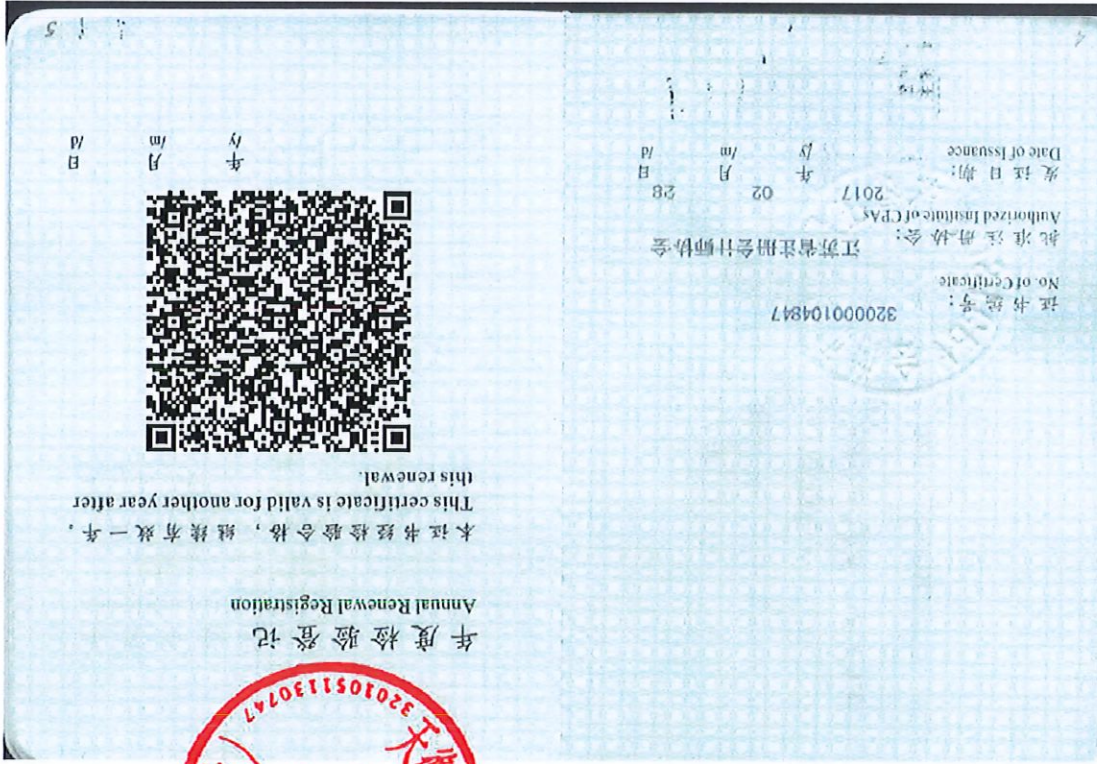 证书编号： 320000104847
No. of Certificate
批准注册协会： 江苏省注册会计师协会
Authorized Institute of CPAs
发证日期： 2017 年 02 月 28 日
Date of Issuance /y /m /d
4
3201051130747
年度检验登记
Annual Renewal Registration
本证书经检验合格，继续有效一年。
This certificate is valid for another year after
this renewal.
年 月 日
/y /m /d
5